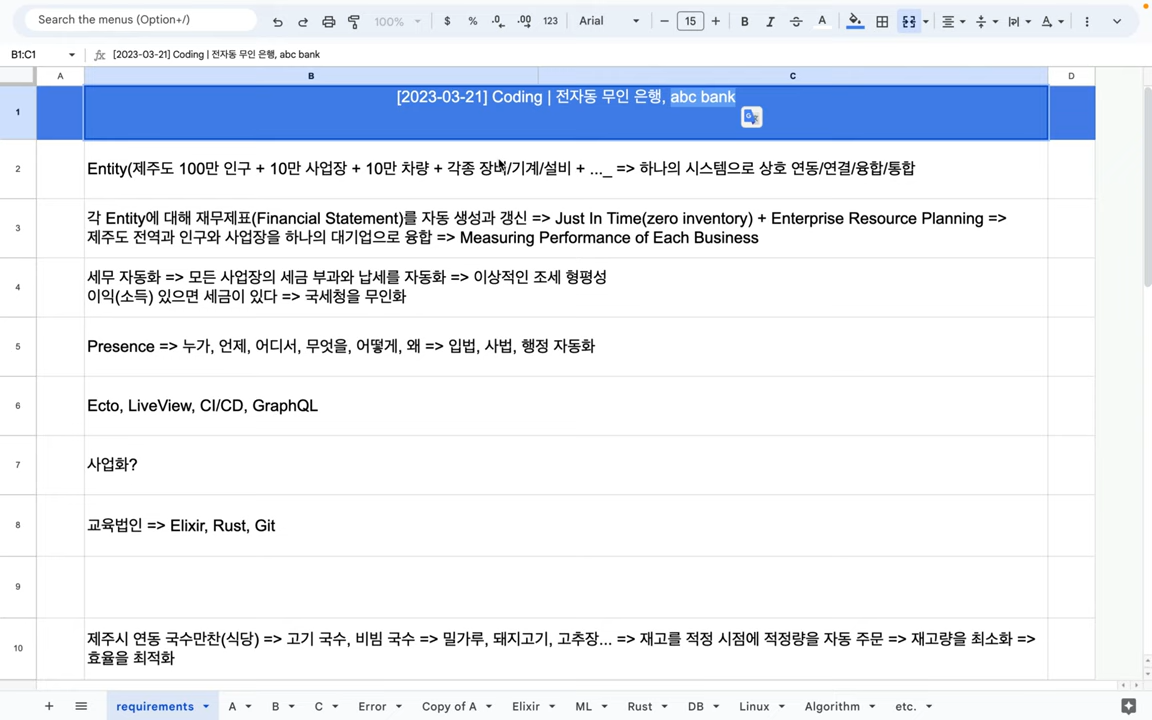 Search the menus (Option+/)
100%
$
%
.0
.00
123
Arial
15
B
I
S
A
B1:C1
fx
[2023-03-21] Coding | 전자동 무인 은행, abc bank
A
B
C
D
1
[2023-03-21] Coding | 전자동 무인 은행, abc bank
2
Entity(제주도 100만 인구 + 10만 사업장 + 10만 차량 + 각종 장비/기계/설비 + ..._ => 하나의 시스템으로 상호 연동/연결/융합/통합
3
각 Entity에 대해 재무제표(Financial Statement)를 자동 생성과 갱신 => Just In Time(zero inventory) + Enterprise Resource Planning =>
제주도 전역과 인구와 사업장을 하나의 대기업으로 융합 => Measuring Performance of Each Business
4
세무 자동화 => 모든 사업장의 세금 부과와 납세를 자동화 => 이상적인 조세 형평성
이익(소득) 있으면 세금이 있다 => 국세청을 무인화
5
Presence => 누가, 언제, 어디서, 무엇을, 어떻게, 왜 => 입법, 사법, 행정 자동화
6
Ecto, LiveView, CI/CD, GraphQL
7
사업화?
8
교육법인 => Elixir, Rust, Git
9
10
제주시 연동 국수만찬(식당) => 고기 국수, 비빔 국수 => 밀가루, 돼지고기, 고추장... => 재고를 적정 시점에 적정량을 자동 주문 => 재고량을 최소화 =>
효율을 최적화
requirements
A
B
C
Error
Copy of A
Elixir
ML
Rust
DB
Linux
Algorithm
etc.